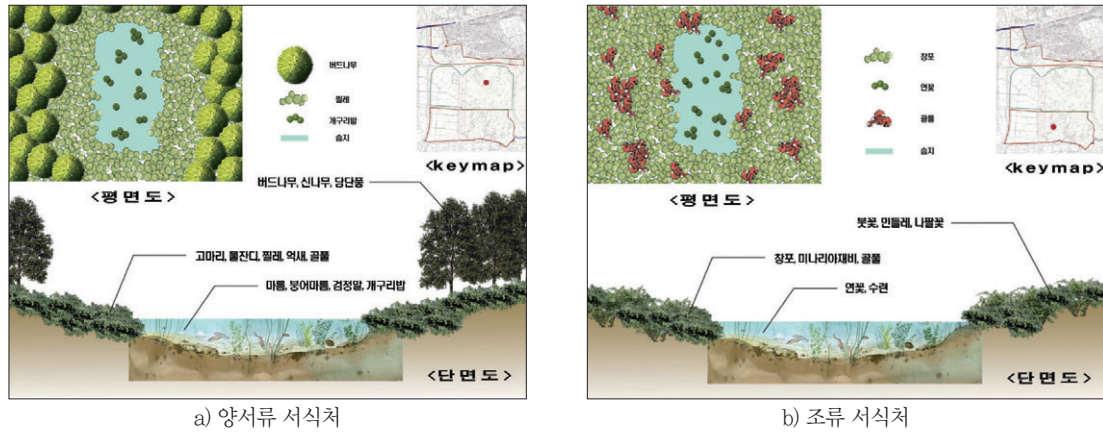 버드나무
찔레
개구리밥
습지
<keymap>
<평면도>
버드나무, 신나무, 당단풍
고마리, 물잔디, 찔레, 억새, 골풀
마름, 붕어마름, 검정말, 개구리밥
<단면도>
a) 양서류 서식처
창포
연꽃
골풀
습지
<keymap>
<평면도>
붓꽃, 민들레, 나팔꽃
창포, 미나리아재비, 골풀
연꽃, 수련
<단면도>
b) 조류 서식처